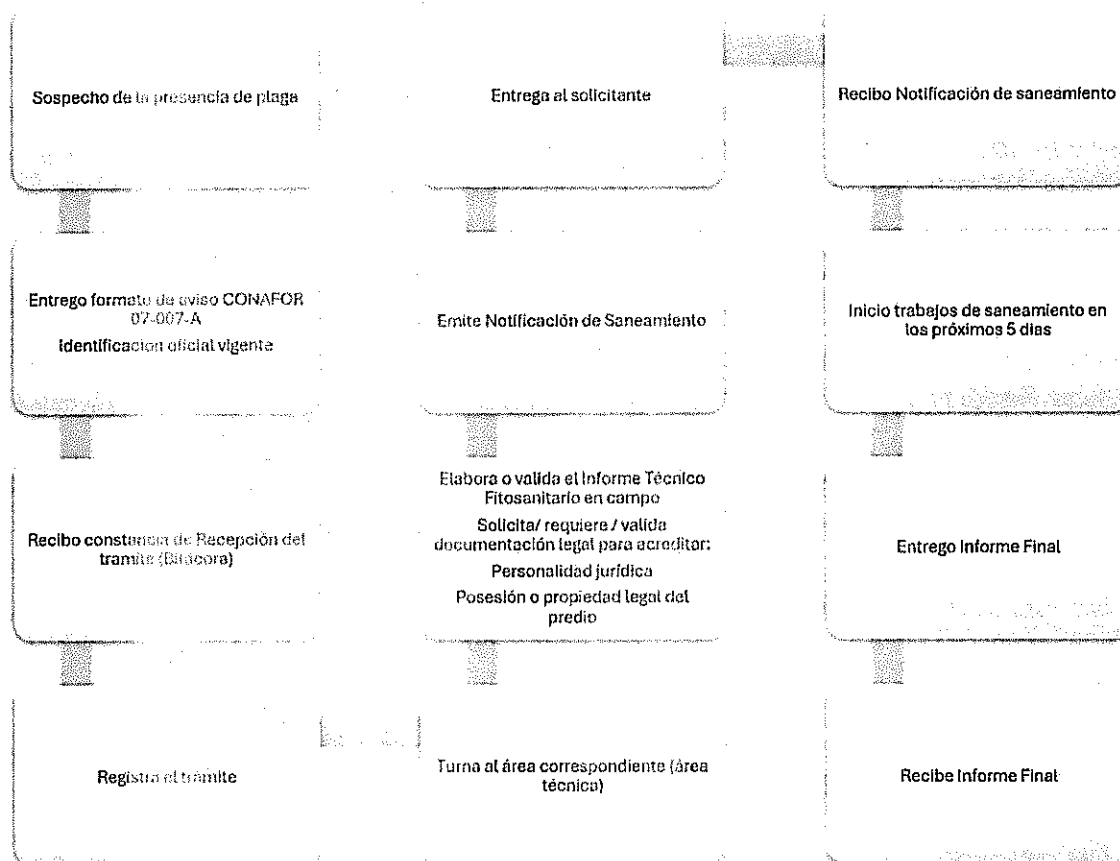 Sospecho de la presencia de plaga
Entrego formato de aviso CONAFOR
07-007-A
Identificacion oficial vigente
Recibo constancia de Recepción del
tramite (Bitácora)
Registra el trámite
Turna al área correspondiente (área
técnica)
Elabora o valida el Informe Técnico
Fitosanitario en campo
Solicita/ requiere / valida
documentación legal para acreditar:
Personalidad jurídica
Posesión o propiedad legal del
predio
Emite Notificación de Saneamiento
Entrega al solicitante
Recibo Notificación de saneamiento
Inicio trabajos de saneamiento en
los próximos 5 dias
Entrego Informe Final
Recibe Informe Final